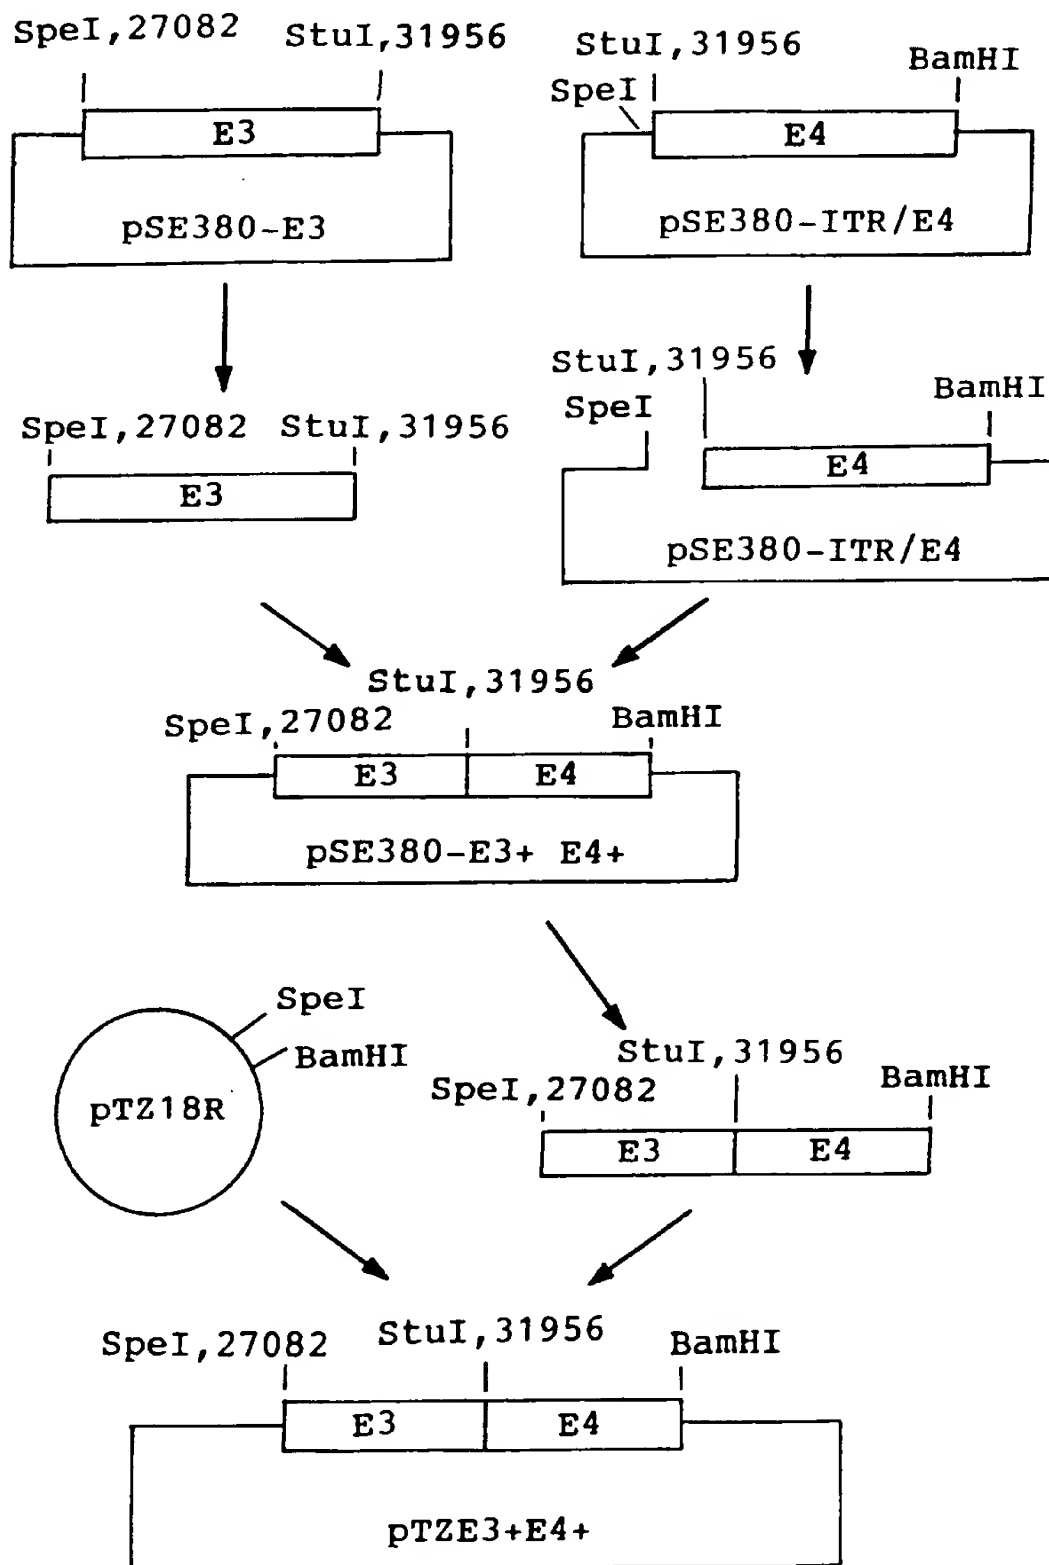 SpeI,27082 StuI,31956
E3
pSE380-E3
StuI,31956
SpeI
BamHI
E4
pSE380-ITR/E4
SpeI,27082 StuI,31956
E3
StuI,31956
SpeI
BamHI
E4
pSE380-ITR/E4
StuI,31956
SpeI,27082
BamHI
E3 E4
pSE380-E3+ E4+
SpeI
BamHI
pTZ18R
StuI,31956
SpeI,27082
BamHI
E3 E4
SpeI,27082 StuI,31956 BamHI
E3 E4
pTZE3+E4+